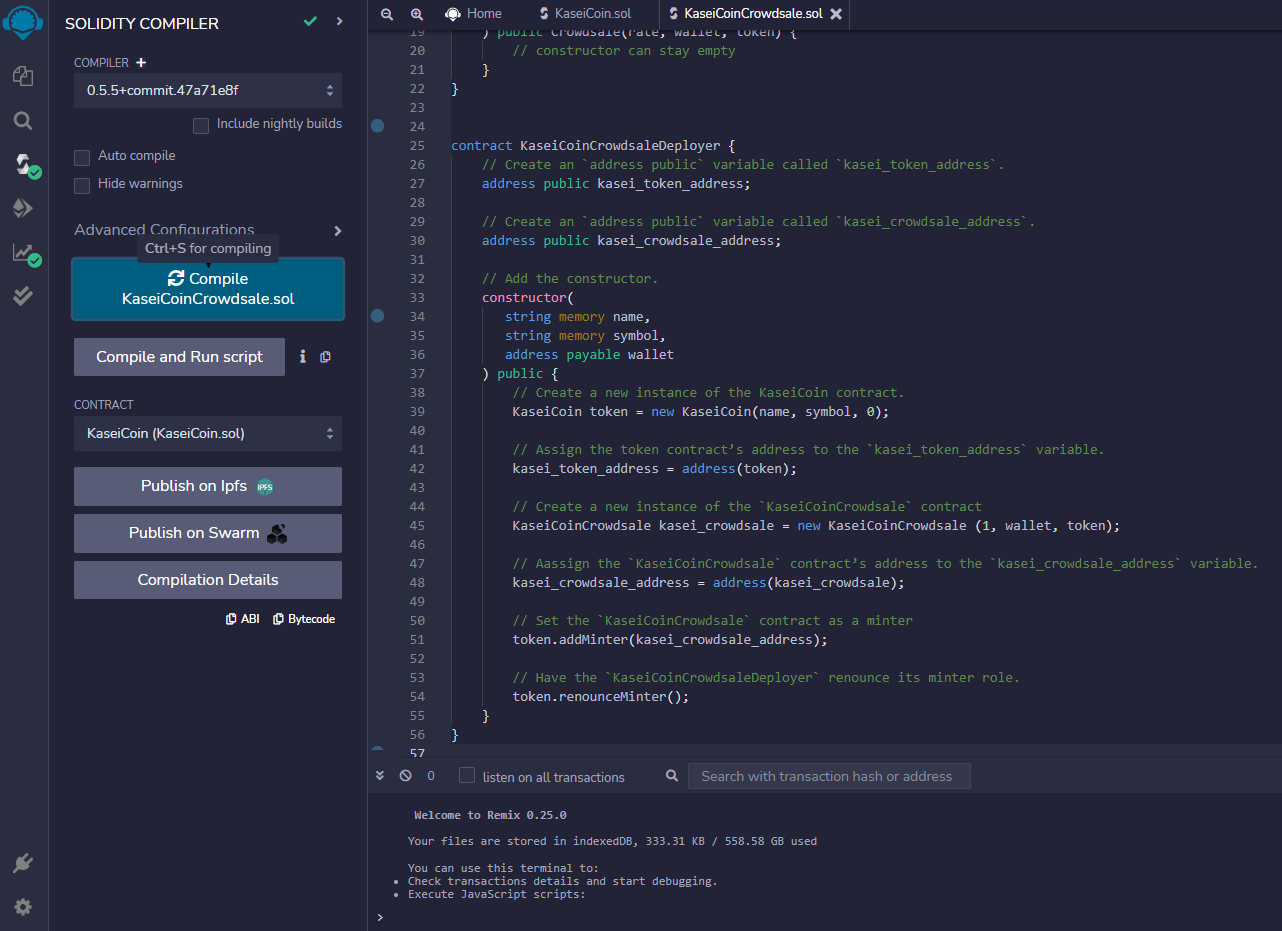 SOLIDITY COMPILER
COMPILER +
0.5.5+commit.47a71e8f
Include nightly builds
Auto compile
Hide warnings
Advanced Configurations
Ctrl+S for compiling
Compile
KaseiCoinCrowdsale.sol
Compile and Run script
CONTRACT
KaseiCoin (KaseiCoin.sol)
Publish on Ipfs IPFS
Publish on Swarm
Compilation Details
ABI Bytecode
Home KaseiCoin.sol KaseiCoinCrowdsale.sol
19 ) public Crowdsale(rate, wallet, token) {
20 // constructor can stay empty
21 }
22 }
23
24
25 contract KaseiCoinCrowdsaleDeployer {
26 // Create an `address public` variable called `kasei_token_address`.
27 address public kasei_token_address;
28
29 // Create an `address public` variable called `kasei_crowdsale_address`.
30 address public kasei_crowdsale_address;
31
32 // Add the constructor.
33 constructor(
34 string memory name,
35 string memory symbol,
36 address payable wallet
37 ) public {
38 // Create a new instance of the KaseiCoin contract.
39 KaseiCoin token = new KaseiCoin(name, symbol, 0);
40
41 // Assign the token contract’s address to the `kasei_token_address` variable.
42 kasei_token_address = address(token);
43
44 // Create a new instance of the `KaseiCoinCrowdsale` contract
45 KaseiCoinCrowdsale kasei_crowdsale = new KaseiCoinCrowdsale (1, wallet, token);
46
47 // Aassign the `KaseiCoinCrowdsale` contract’s address to the `kasei_crowdsale_address` variable.
48 kasei_crowdsale_address = address(kasei_crowdsale);
49
50 // Set the `KaseiCoinCrowdsale` contract as a minter
51 token.addMinter(kasei_crowdsale_address);
52
53 // Have the `KaseiCoinCrowdsaleDeployer` renounce its minter role.
54 token.renounceMinter();
55 }
56 }
57
0 listen on all transactions Search with transaction hash or address
Welcome to Remix 0.25.0
Your files are stored in indexedDB, 333.31 KB / 558.58 GB used
You can use this terminal to:
• Check transactions details and start debugging.
• Execute JavaScript scripts:
>